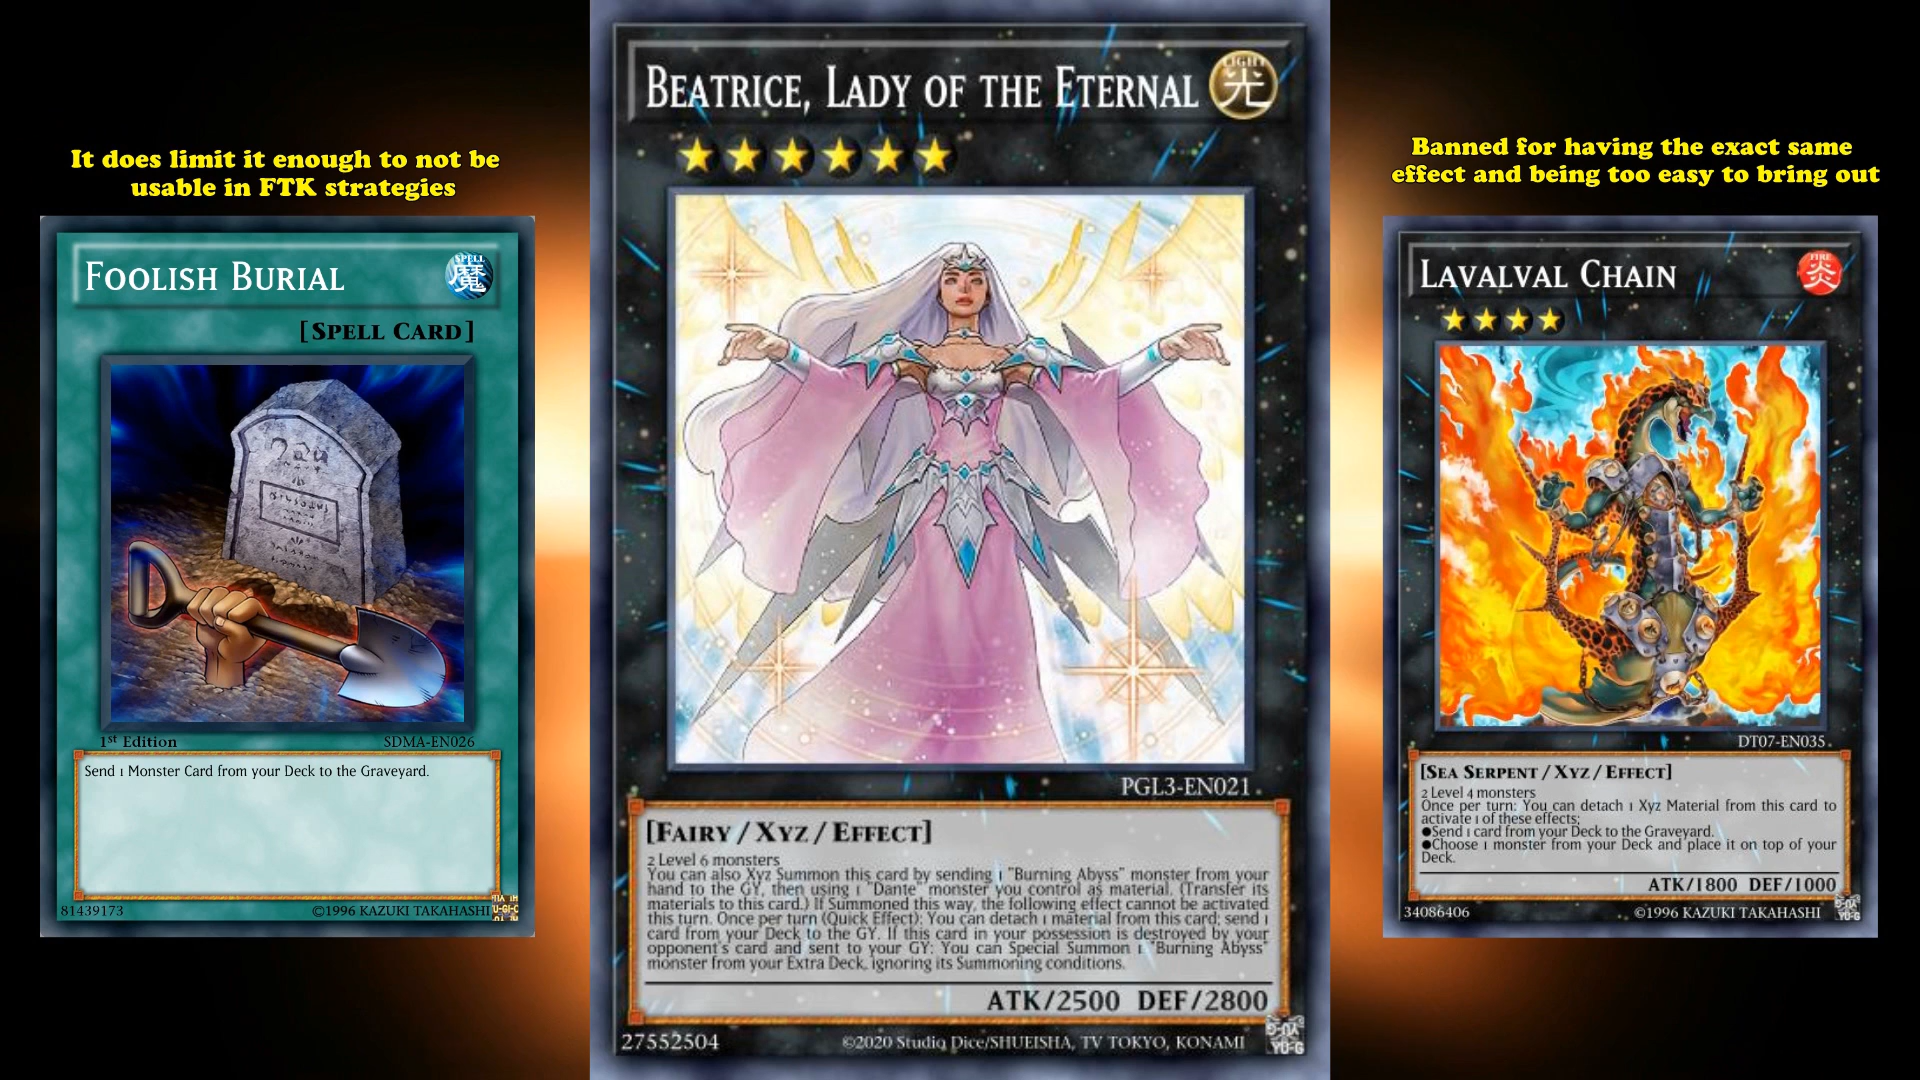 It does limit it enough to not be
usable in FTK strategies
FOOLISH BURIAL
SPELL
魔
[SPELL CARD]
1st Edition
SDMA-EN026
Send 1 Monster Card from your Deck to the Graveyard.
81439173
©1996 KAZUKI TAKAHASHI
BEATRICE, LADY OF THE ETERNAL
LIGHT
光
PGL3-EN021
[FAIRY / XYZ / EFFECT]
2 Level 6 monsters
You can also Xyz Summon this card by sending 1 "Burning Abyss" monster from your
hand to the GY, then using 1 "Dante" monster you control as material. (Transfer its
materials to this card.) If Summoned this way, the following effect cannot be activated
this turn. Once per turn (Quick Effect): You can detach 1 material from this card; send 1
card from your Deck to the GY. If this card in your possession is destroyed by your
opponent's card and sent to your GY: You can Special Summon 1 "Burning Abyss"
monster from your Extra Deck, ignoring its Summoning conditions.
ATK/2500 DEF/2800
27552504
©2020 Studio Dice/SHUEISHA, TV TOKYO, KONAMI
Banned for having the exact same
effect and being too easy to bring out
LAVALVAL CHAIN
FIRE
炎
DT07-EN035
[SEA SERPENT / XYZ / EFFECT]
2 Level 4 monsters
Once per turn: You can detach 1 Xyz Material from this card to
activate 1 of these effects;
●Send 1 card from your Deck to the Graveyard.
●Choose 1 monster from your Deck and place it on top of your
Deck.
ATK/1800 DEF/1000
34086406
©1996 KAZUKI TAKAHASHI